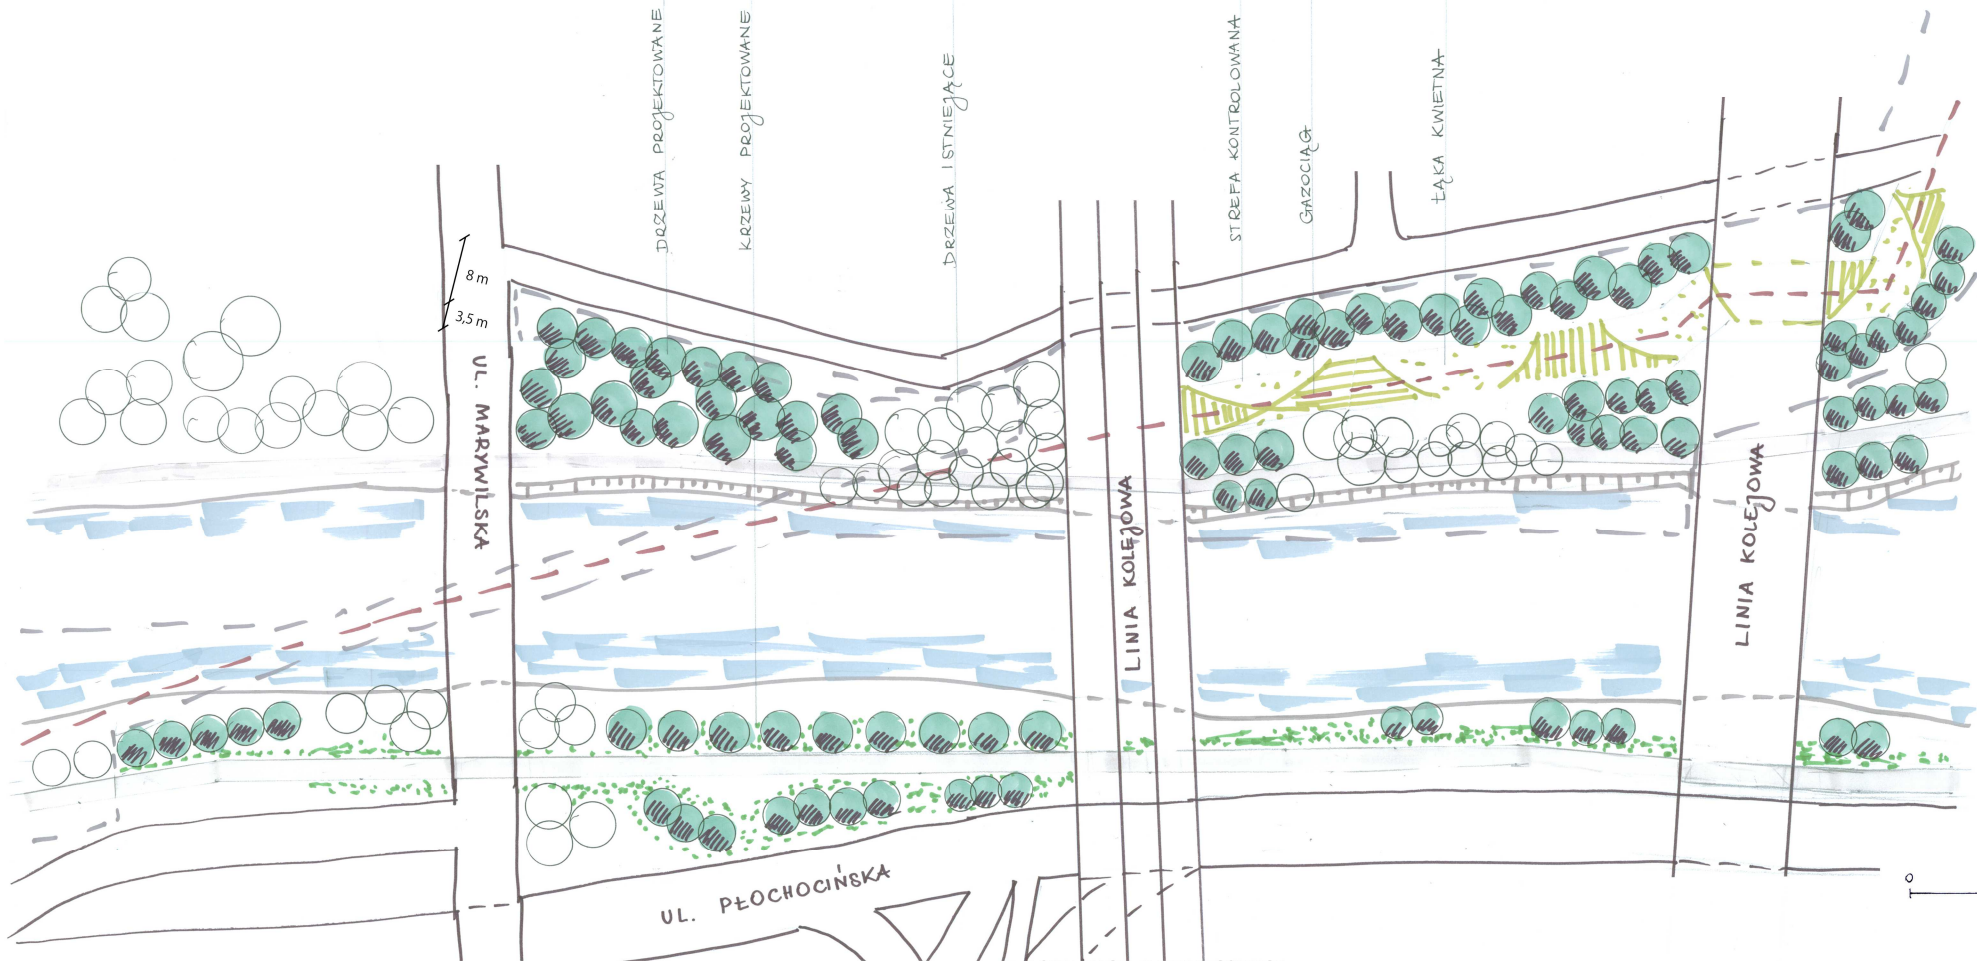 DRZEWA PROJEKTOWANE
KRZEWY PROJEKTOWANE
DRZEWA ISTNIEJĄCE
STREFA KONTROLOWANA
GAZOCIĄG
ŁĄKA KWIETNA
8 m
3,5 m
UL. MARYWILSKA
LINIA KOLEJOWA
LINIA KOLEJOWA
UL. PŁOCHOCIŃSKA
0